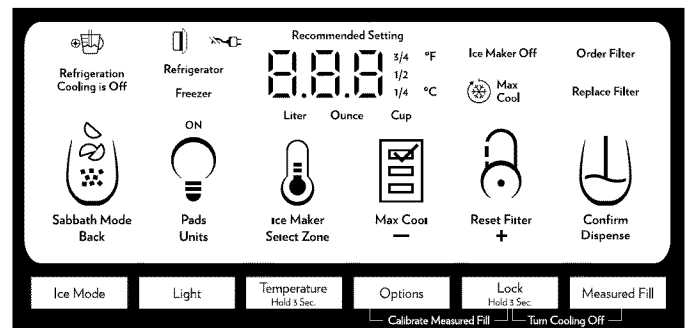 Recommended Setting
8.8.8
3/4 °F
1/2
1/4 °C
Liter Ounce Cup
Refrigeration
Cooling is Off
Refrigerator
Freezer
Ice Maker Off
Max
Cool
Order Filter
Replace Filter
ON
Sabbath Mode
Back
Pads
Units
Ice Maker
Select Zone
Max Cool
—
Reset Filter
+
Confirm
Dispense
Ice Mode
Light
Temperature
Hold 3 Sec.
Options
Lock
Hold 3 Sec.
Measured Fill
Calibrate Measured Fill
Turn Cooling Off